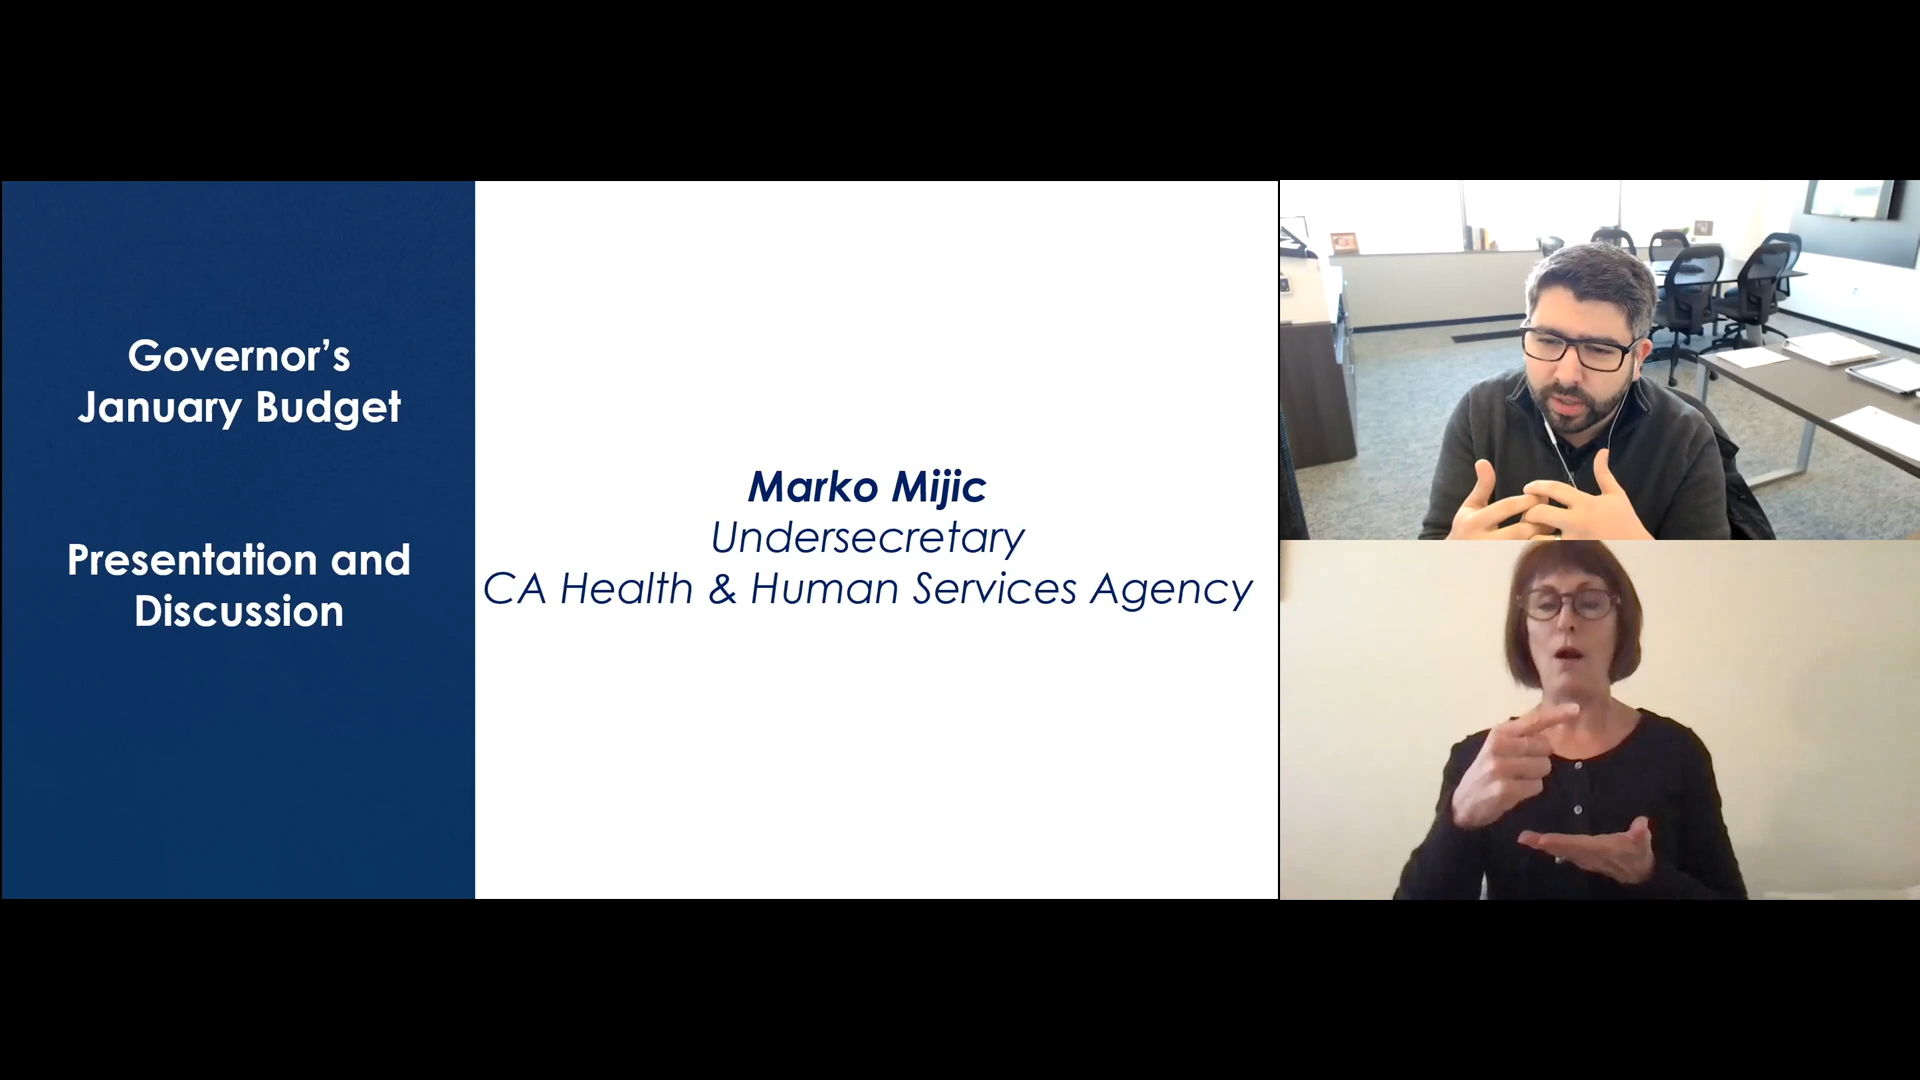 Governor’s
January Budget
Presentation and
Discussion
Marko Mijic
Undersecretary
CA Health & Human Services Agency